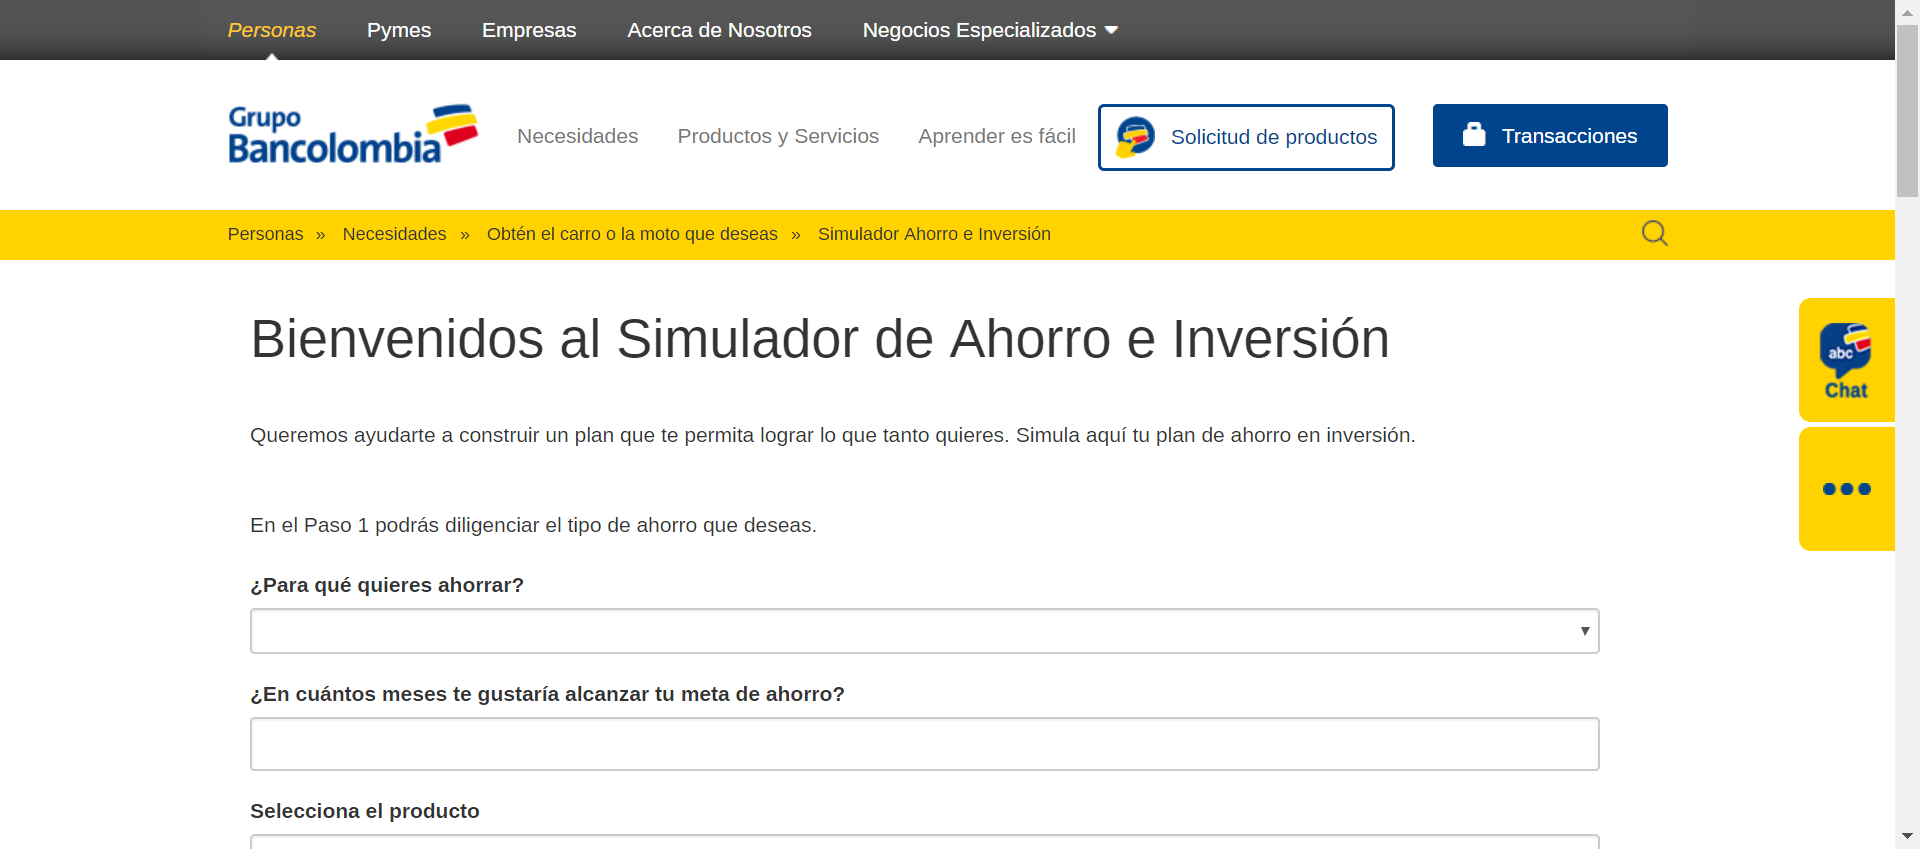 Personas Pymes Empresas Acerca de Nosotros Negocios Especializados
Grupo
Bancolombia
Necesidades Productos y Servicios Aprender es fácil Solicitud de productos Transacciones
Personas » Necesidades » Obtén el carro o la moto que deseas » Simulador Ahorro e Inversión
Bienvenidos al Simulador de Ahorro e Inversión
abc
Chat
Queremos ayudarte a construir un plan que te permita lograr lo que tanto quieres. Simula aquí tu plan de ahorro en inversión.
En el Paso 1 podrás diligenciar el tipo de ahorro que deseas.
¿Para qué quieres ahorrar?
¿En cuántos meses te gustaría alcanzar tu meta de ahorro?
Selecciona el producto